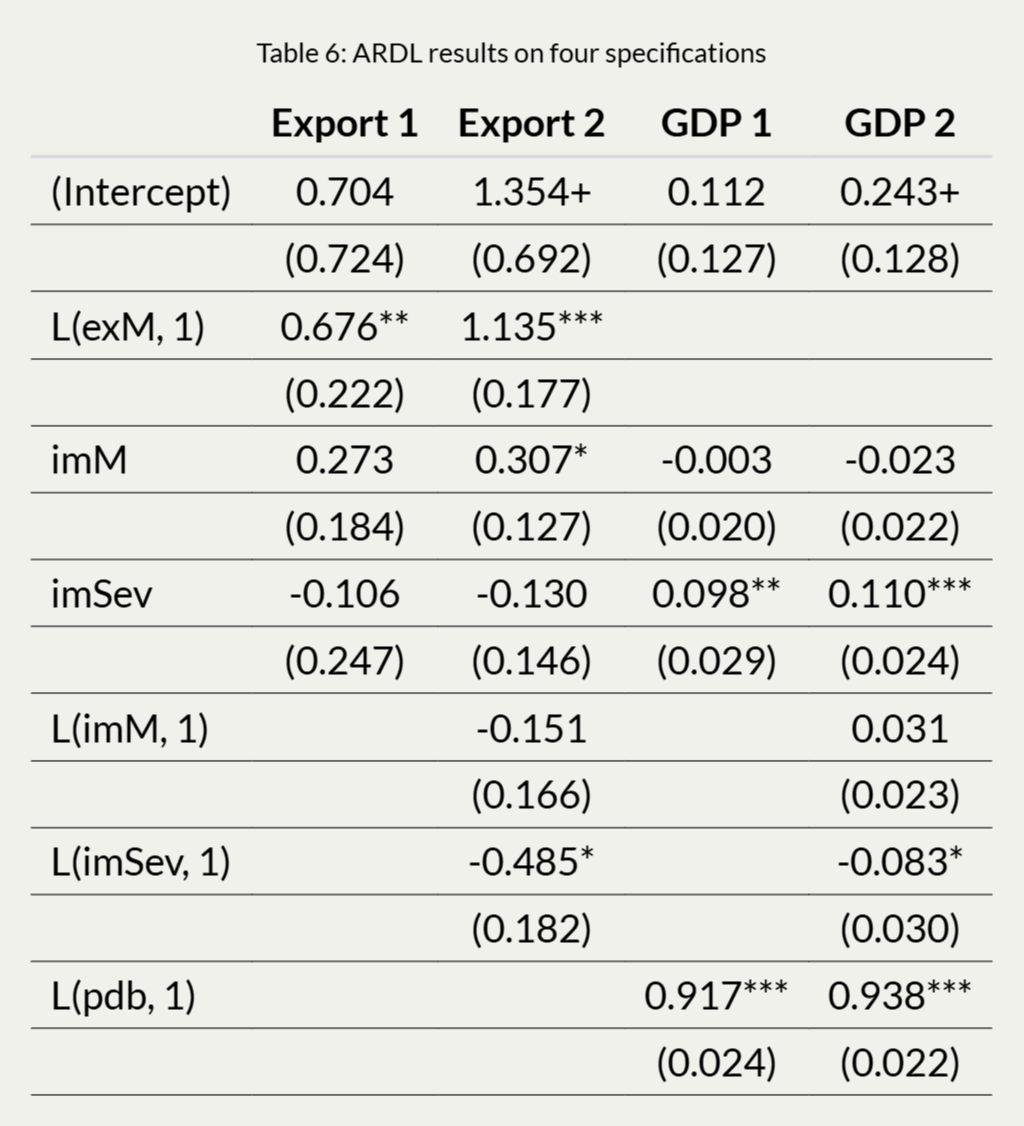 Table 6: ARDL results on four specifications
Export 1 Export 2 GDP 1 GDP 2
(Intercept) 0.704 1.354+ 0.112 0.243+
(0.724) (0.692) (0.127) (0.128)
L(exM, 1) 0.676** 1.135***
(0.222) (0.177)
imM 0.273 0.307* -0.003 -0.023
(0.184) (0.127) (0.020) (0.022)
imSev -0.106 -0.130 0.098** 0.110***
(0.247) (0.146) (0.029) (0.024)
L(imM, 1) -0.151 0.031
(0.166) (0.023)
L(imSev, 1) -0.485* -0.083*
(0.182) (0.030)
L(pdb, 1) 0.917*** 0.938***
(0.024) (0.022)